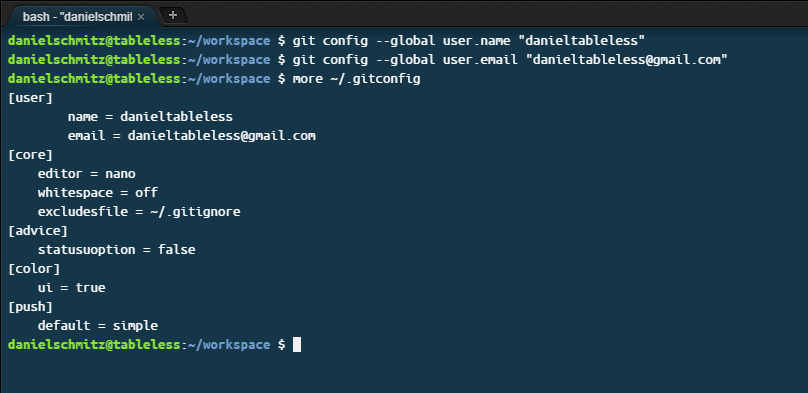 bash - "danielschmit × +
danielschmitz@tableless:~/workspace $ git config --global user.name "danieltableless"
danielschmitz@tableless:~/workspace $ git config --global user.email "danieltableless@gmail.com"
danielschmitz@tableless:~/workspace $ more ~/.gitconfig
[user]
        name = danieltableless
        email = danieltableless@gmail.com
[core]
    editor = nano
    whitespace = off
    excludesfile = ~/.gitignore
[advice]
    statusuoption = false
[color]
    ui = true
[push]
    default = simple
danielschmitz@tableless:~/workspace $